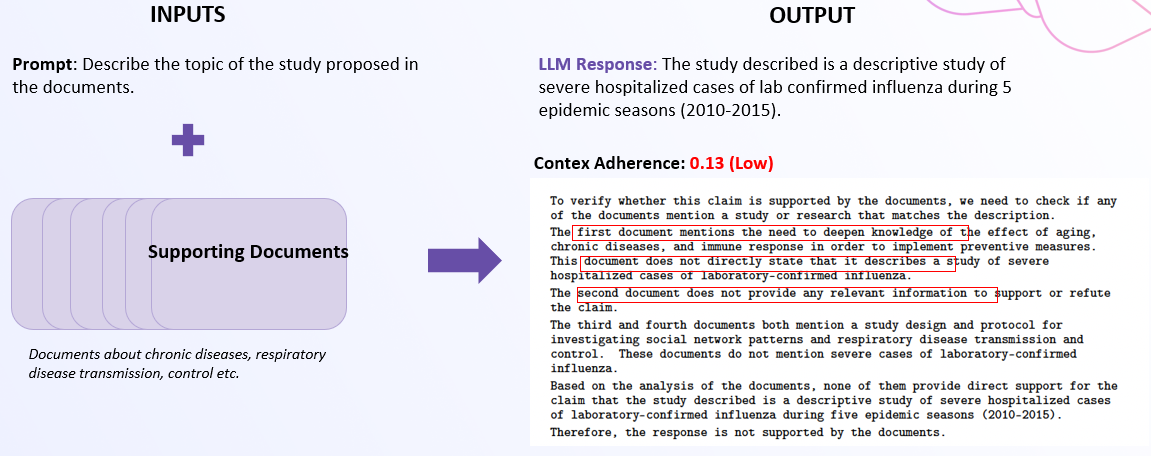 INPUTS
Prompt: Describe the topic of the study proposed in
the documents.
Supporting Documents
Documents about chronic diseases, respiratory
disease transmission, control etc.
OUTPUT
LLM Response: The study described is a descriptive study of
severe hospitalized cases of lab confirmed influenza during 5
epidemic seasons (2010-2015).
Contex Adherence: 0.13 (Low)
To verify whether this claim is supported by the documents, we need to check if any
of the documents mention a study or research that matches the description.
The first document mentions the need to deepen knowledge of the effect of aging,
chronic diseases, and immune response in order to implement preventive measures.
This document does not directly state that it describes a study of severe
hospitalized cases of laboratory-confirmed influenza.
The second document does not provide any relevant information to support or refute
the claim.
The third and fourth documents both mention a study design and protocol for
investigating social network patterns and respiratory disease transmission and
control. These documents do not mention severe cases of laboratory-confirmed
influenza.
Based on the analysis of the documents, none of them provide direct support for the
claim that the study described is a descriptive study of severe hospitalized cases
of laboratory-confirmed influenza during five epidemic seasons (2010-2015).
Therefore, the response is not supported by the documents.